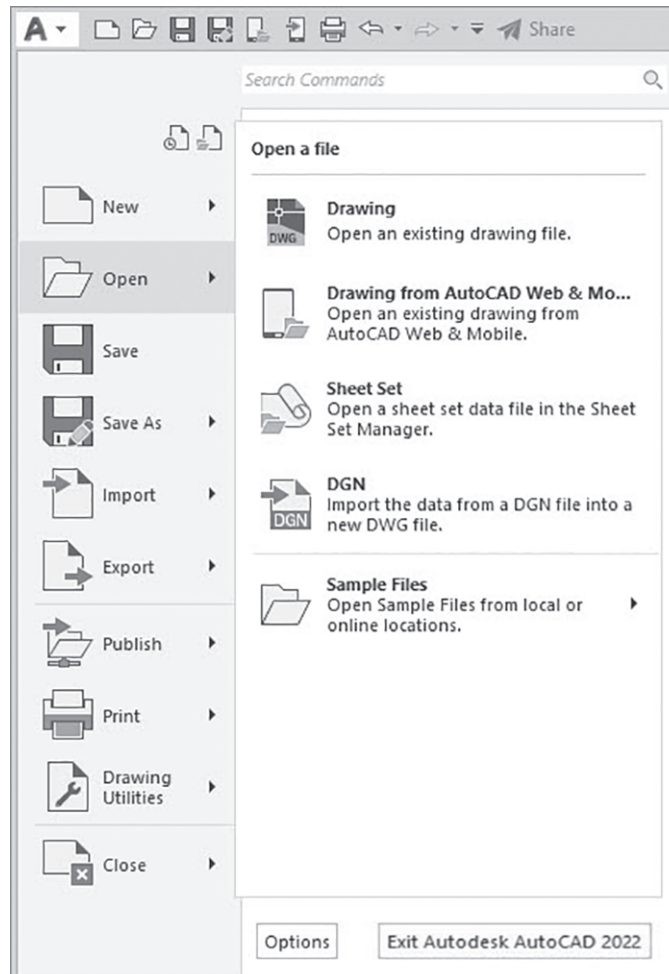 A
Share
Search Commands
Open a file
New
Open
Save
Save As
Import
Export
Publish
Print
Drawing
Utilities
Close
Drawing
Open an existing drawing file.
DWG
Drawing from AutoCAD Web & Mo...
Open an existing drawing from
AutoCAD Web & Mobile.
Sheet Set
Open a sheet set data file in the Sheet
Set Manager.
DGN
Import the data from a DGN file into a
new DWG file.
DGN
Sample Files
Open Sample Files from local or
online locations.
Options
Exit Autodesk AutoCAD 2022